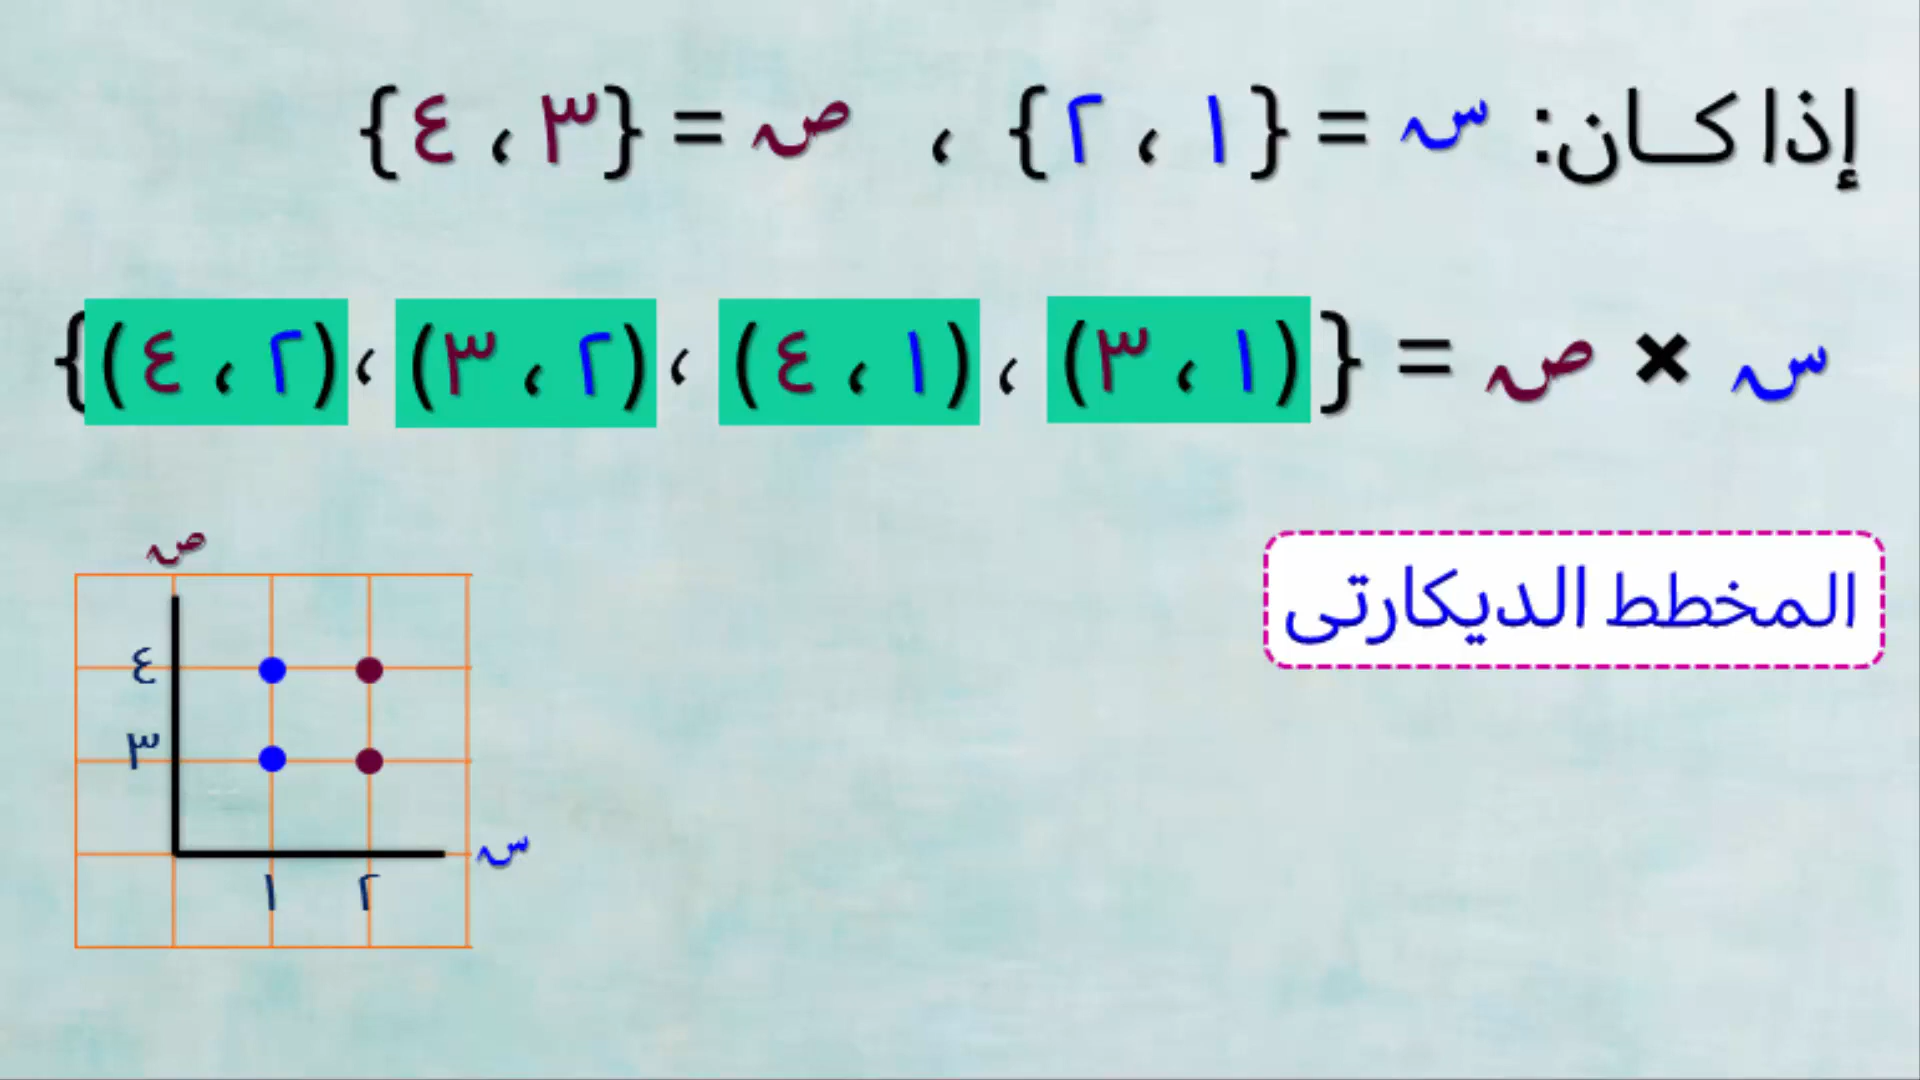 إذا كان: س = {١ ، ٢} ، ص = {٣ ، ٤}
س × ص = {(١ ، ٣) ، (١ ، ٤) ، (٢ ، ٣) ، (٢ ، ٤)}
المخطط الديكارتى
ص
٤
٣
س
١ ٢